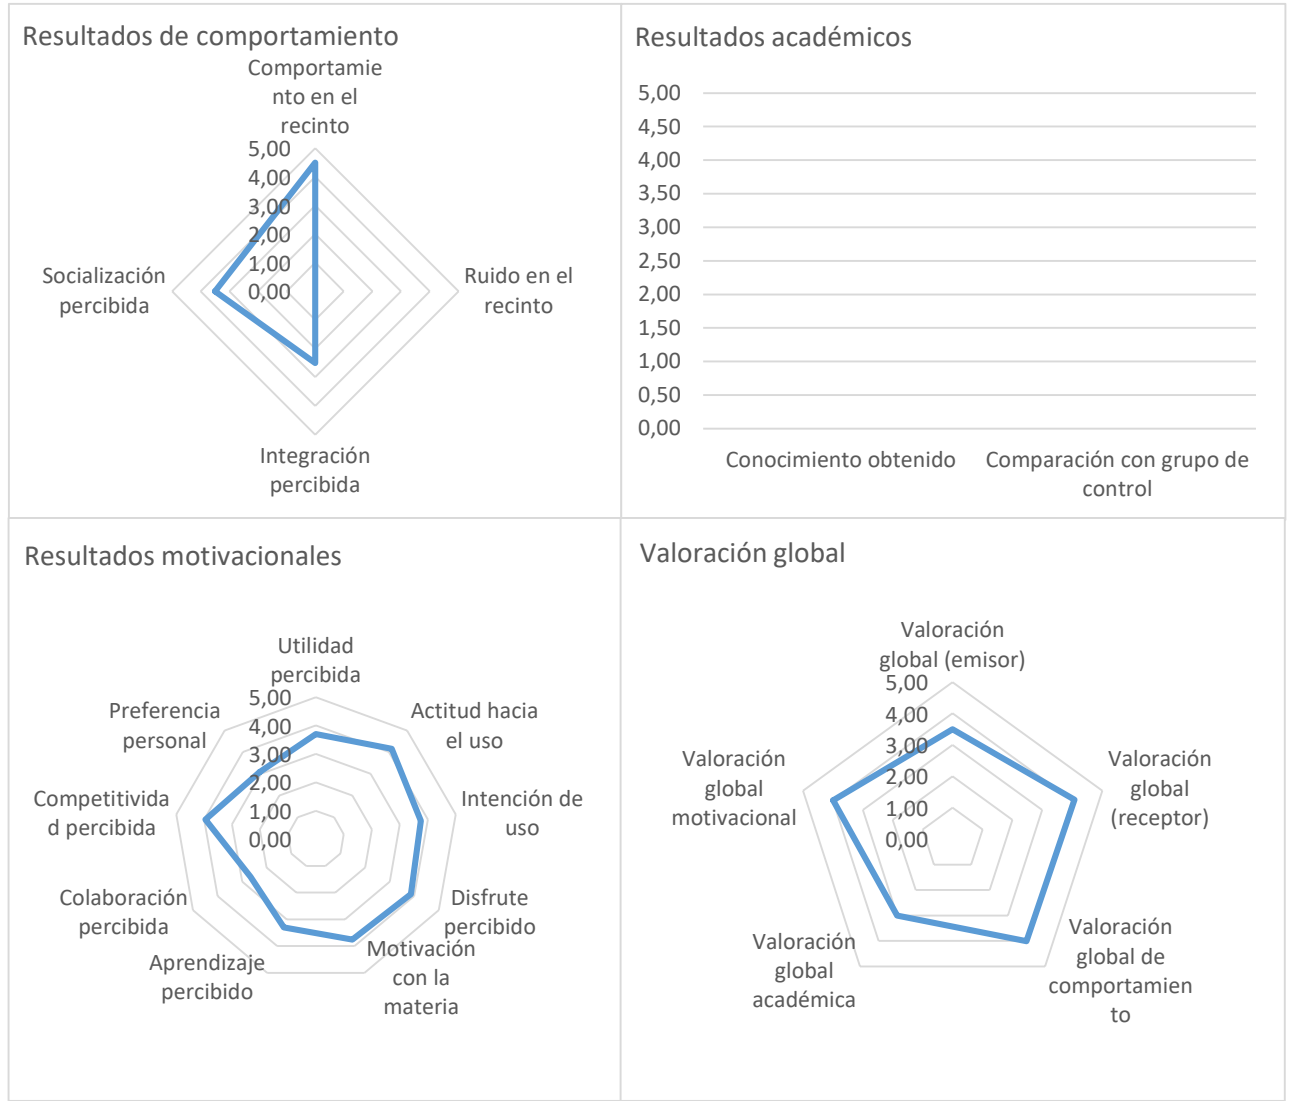 Resultados de comportamiento
Comportamie
nto en el
recinto
5,00
4,00
3,00
2,00
1,00
0,00
Socialización
percibida
Ruido en el
recinto
Integración
percibida
Resultados académicos
5,00
4,50
4,00
3,50
3,00
2,50
2,00
1,50
1,00
0,50
0,00
Conocimiento obtenido
Comparación con grupo de
control
Resultados motivacionales
Utilidad
percibida
5,00
4,00
3,00
2,00
1,00
0,00
Actitud hacia
el uso
Intención de
uso
Disfrute
percibido
Motivación
con la
materia
Aprendizaje
percibido
Colaboración
percibida
Competitivida
d percibida
Preferencia
personal
Valoración global
Valoración
global (emisor)
5,00
4,00
3,00
2,00
1,00
0,00
Valoración
global
(receptor)
Valoración
global de
comportamien
to
Valoración
global
académica
Valoración
global
motivacional